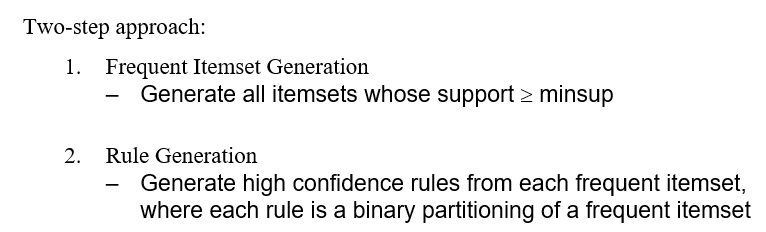 Two-step approach:
1. Frequent Itemset Generation
– Generate all itemsets whose support ≥ minsup
2. Rule Generation
– Generate high confidence rules from each frequent itemset,
where each rule is a binary partitioning of a frequent itemset